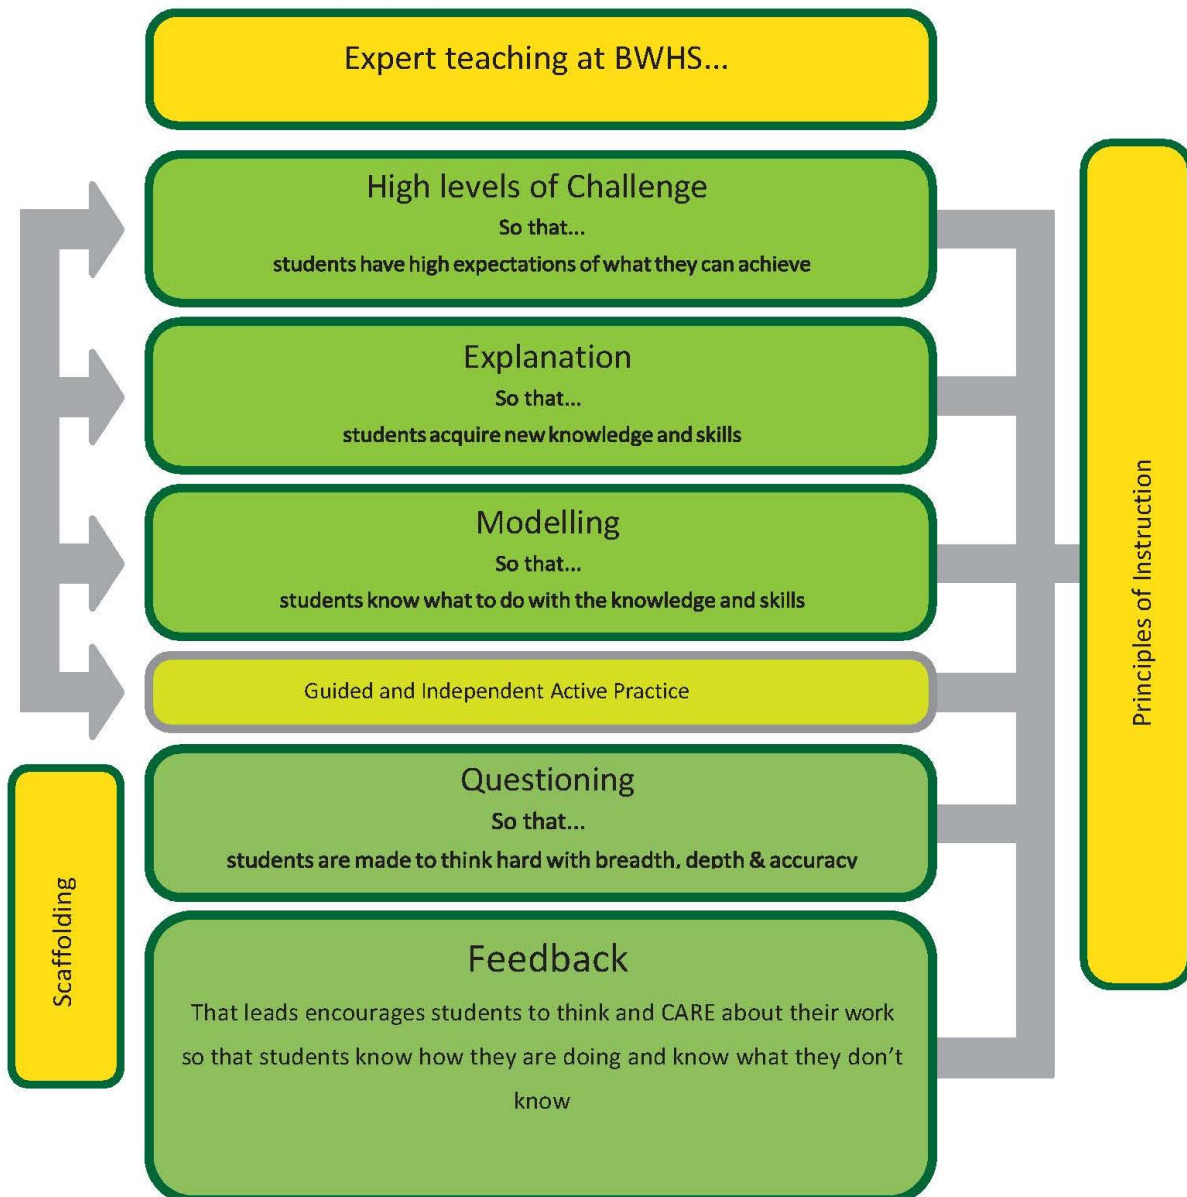 Expert teaching at BWHS...
High levels of Challenge
So that...
students have high expectations of what they can achieve
Explanation
So that...
students acquire new knowledge and skills
Modelling
So that...
students know what to do with the knowledge and skills
Guided and Independent Active Practice
Questioning
So that...
students are made to think hard with breadth, depth & accuracy
Feedback
That leads encourages students to think and CARE about their work
so that students know how they are doing and know what they don't
know
Scaffolding
Principles of Instruction